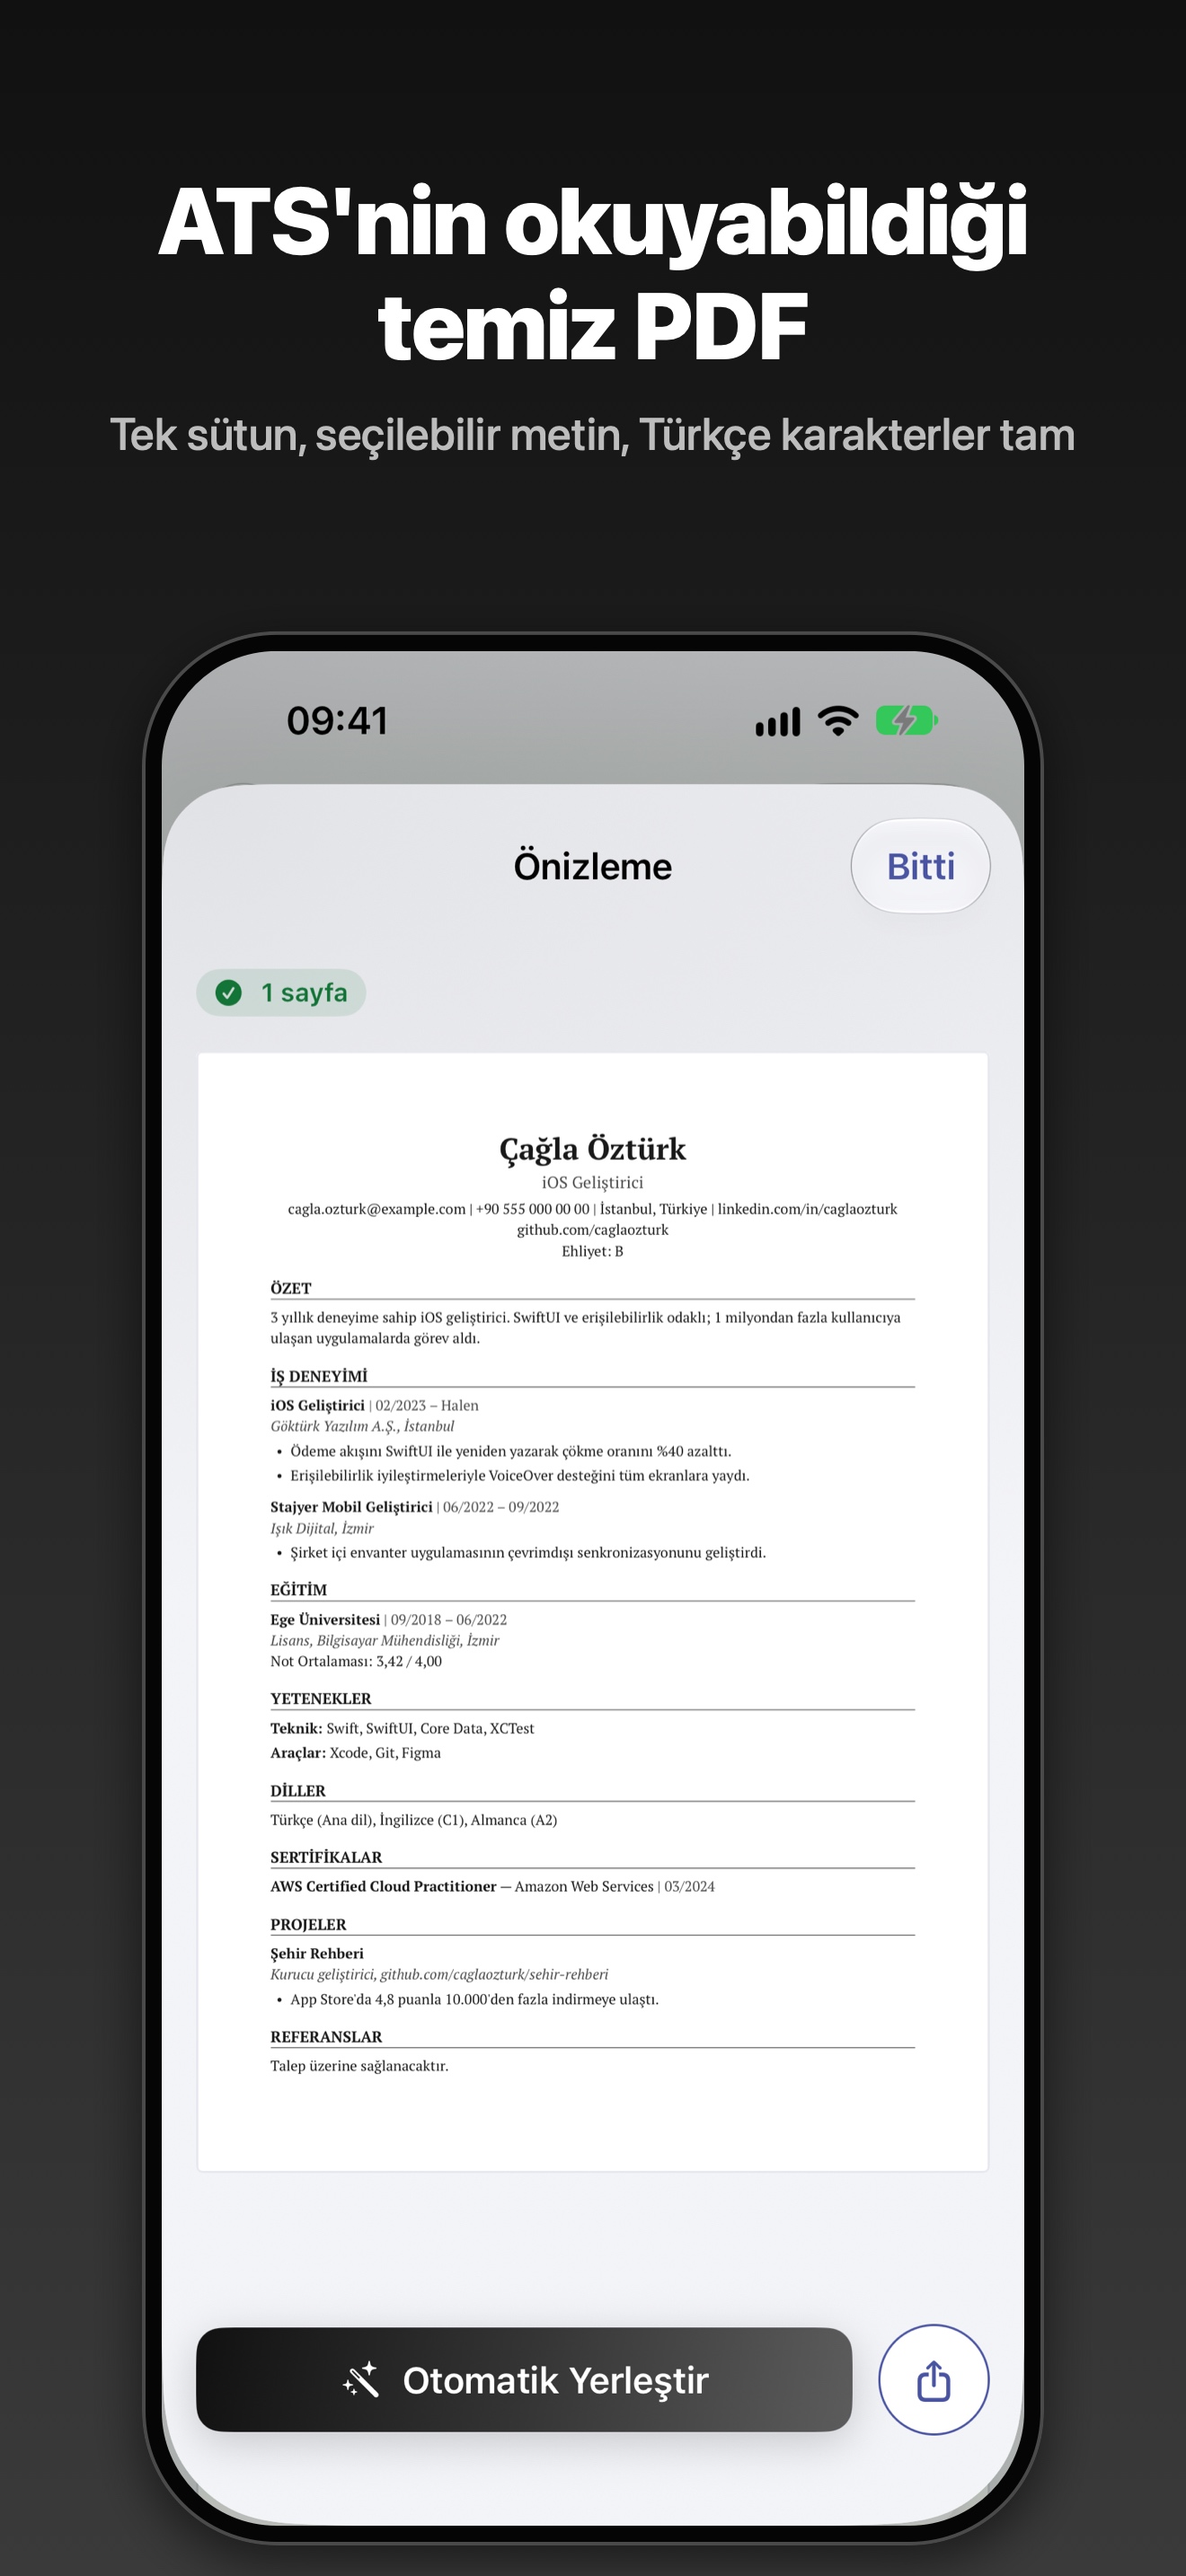 ATS'nin okuyabildiği
temiz PDF
Tek sütun, seçilebilir metin, Türkçe karakterler tam
09:41
Önizleme
Bitti
1 sayfa
Çağla Öztürk
iOS Geliştirici
cagla.ozturk@example.com | +90 555 000 00 00 | İstanbul, Türkiye | linkedin.com/in/caglaozturk
github.com/caglaozturk
Ehliyet: B
ÖZET
3 yıllık deneyime sahip iOS geliştirici. SwiftUI ve erişilebilirlik odaklı; 1 milyondan fazla kullanıcıya
ulaşan uygulamalarda görev aldı.
İŞ DENEYİMİ
iOS Geliştirici | 02/2023 – Halen
Göktürk Yazılım A.Ş., İstanbul
• Ödeme akışını SwiftUI ile yeniden yazarak çökme oranını %40 azalttı.
• Erişilebilirlik iyileştirmeleriyle VoiceOver desteğini tüm ekranlara yaydı.
Stajyer Mobil Geliştirici | 06/2022 – 09/2022
Işık Dijital, İzmir
• Şirket içi envanter uygulamasının çevrimdışı senkronizasyonunu geliştirdi.
EĞİTİM
Ege Üniversitesi | 09/2018 – 06/2022
Lisans, Bilgisayar Mühendisliği, İzmir
Not Ortalaması: 3,42 / 4,00
YETENEKLER
Teknik: Swift, SwiftUI, Core Data, XCTest
Araçlar: Xcode, Git, Figma
DİLLER
Türkçe (Ana dil), İngilizce (C1), Almanca (A2)
SERTİFİKALAR
AWS Certified Cloud Practitioner — Amazon Web Services | 03/2024
PROJELER
Şehir Rehberi
Kurucu geliştirici, github.com/caglaozturk/sehir-rehberi
• App Store'da 4,8 puanla 10.000'den fazla indirmeye ulaştı.
REFERANSLAR
Talep üzerine sağlanacaktır.
Otomatik Yerleştir